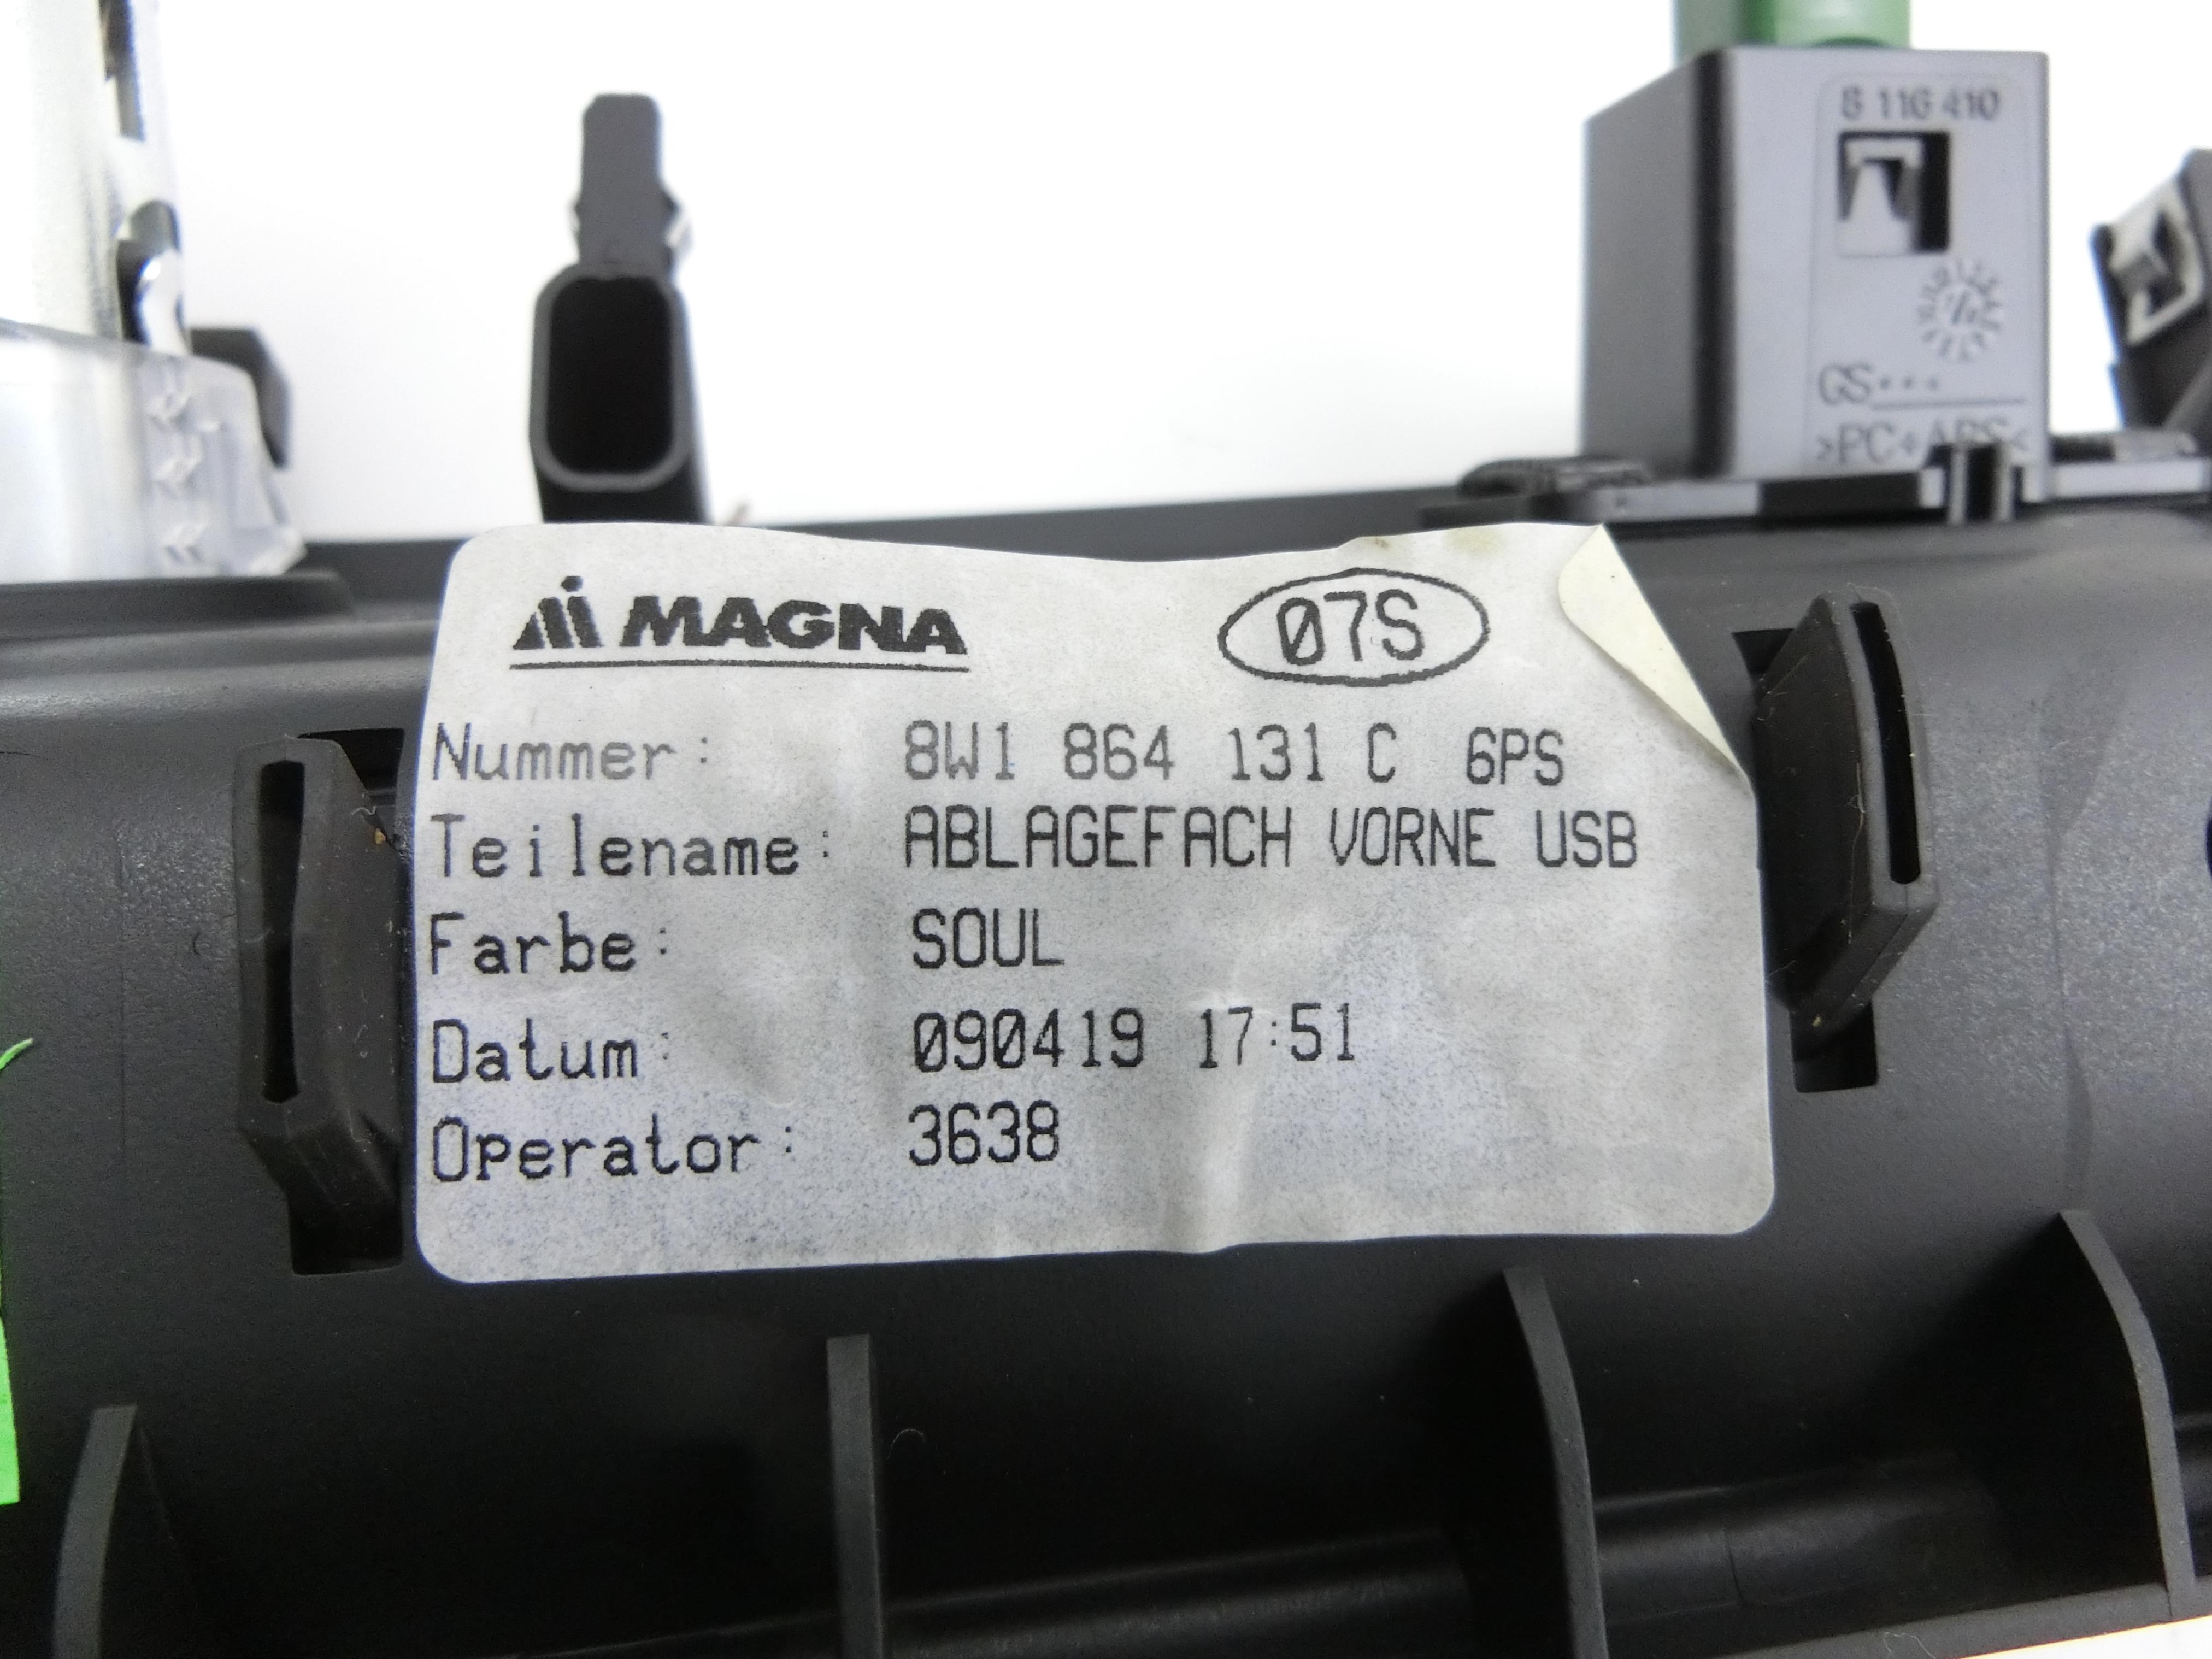 8 116 410
GS...
>PC+ABS<
MAGNA 07S
Nummer: 8W1 864 131 C 6PS
Teilename: ABLAGEFACH VORNE USB
Farbe: SOUL
Datum: 090419 17:51
Operator: 3638